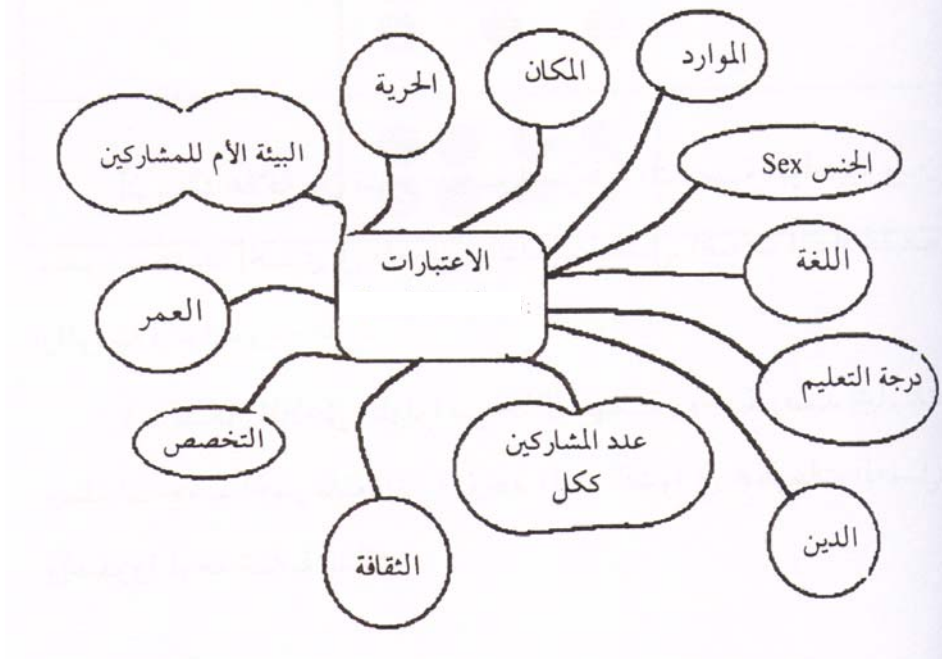 الموارد
المكان
الحرية
البيئة الأم للمشاركين
الجنس Sex
الاعتبارات
اللغة
العمر
درجة التعليم
التخصص
عدد المشاركين
ككل
الدين
الثقافة